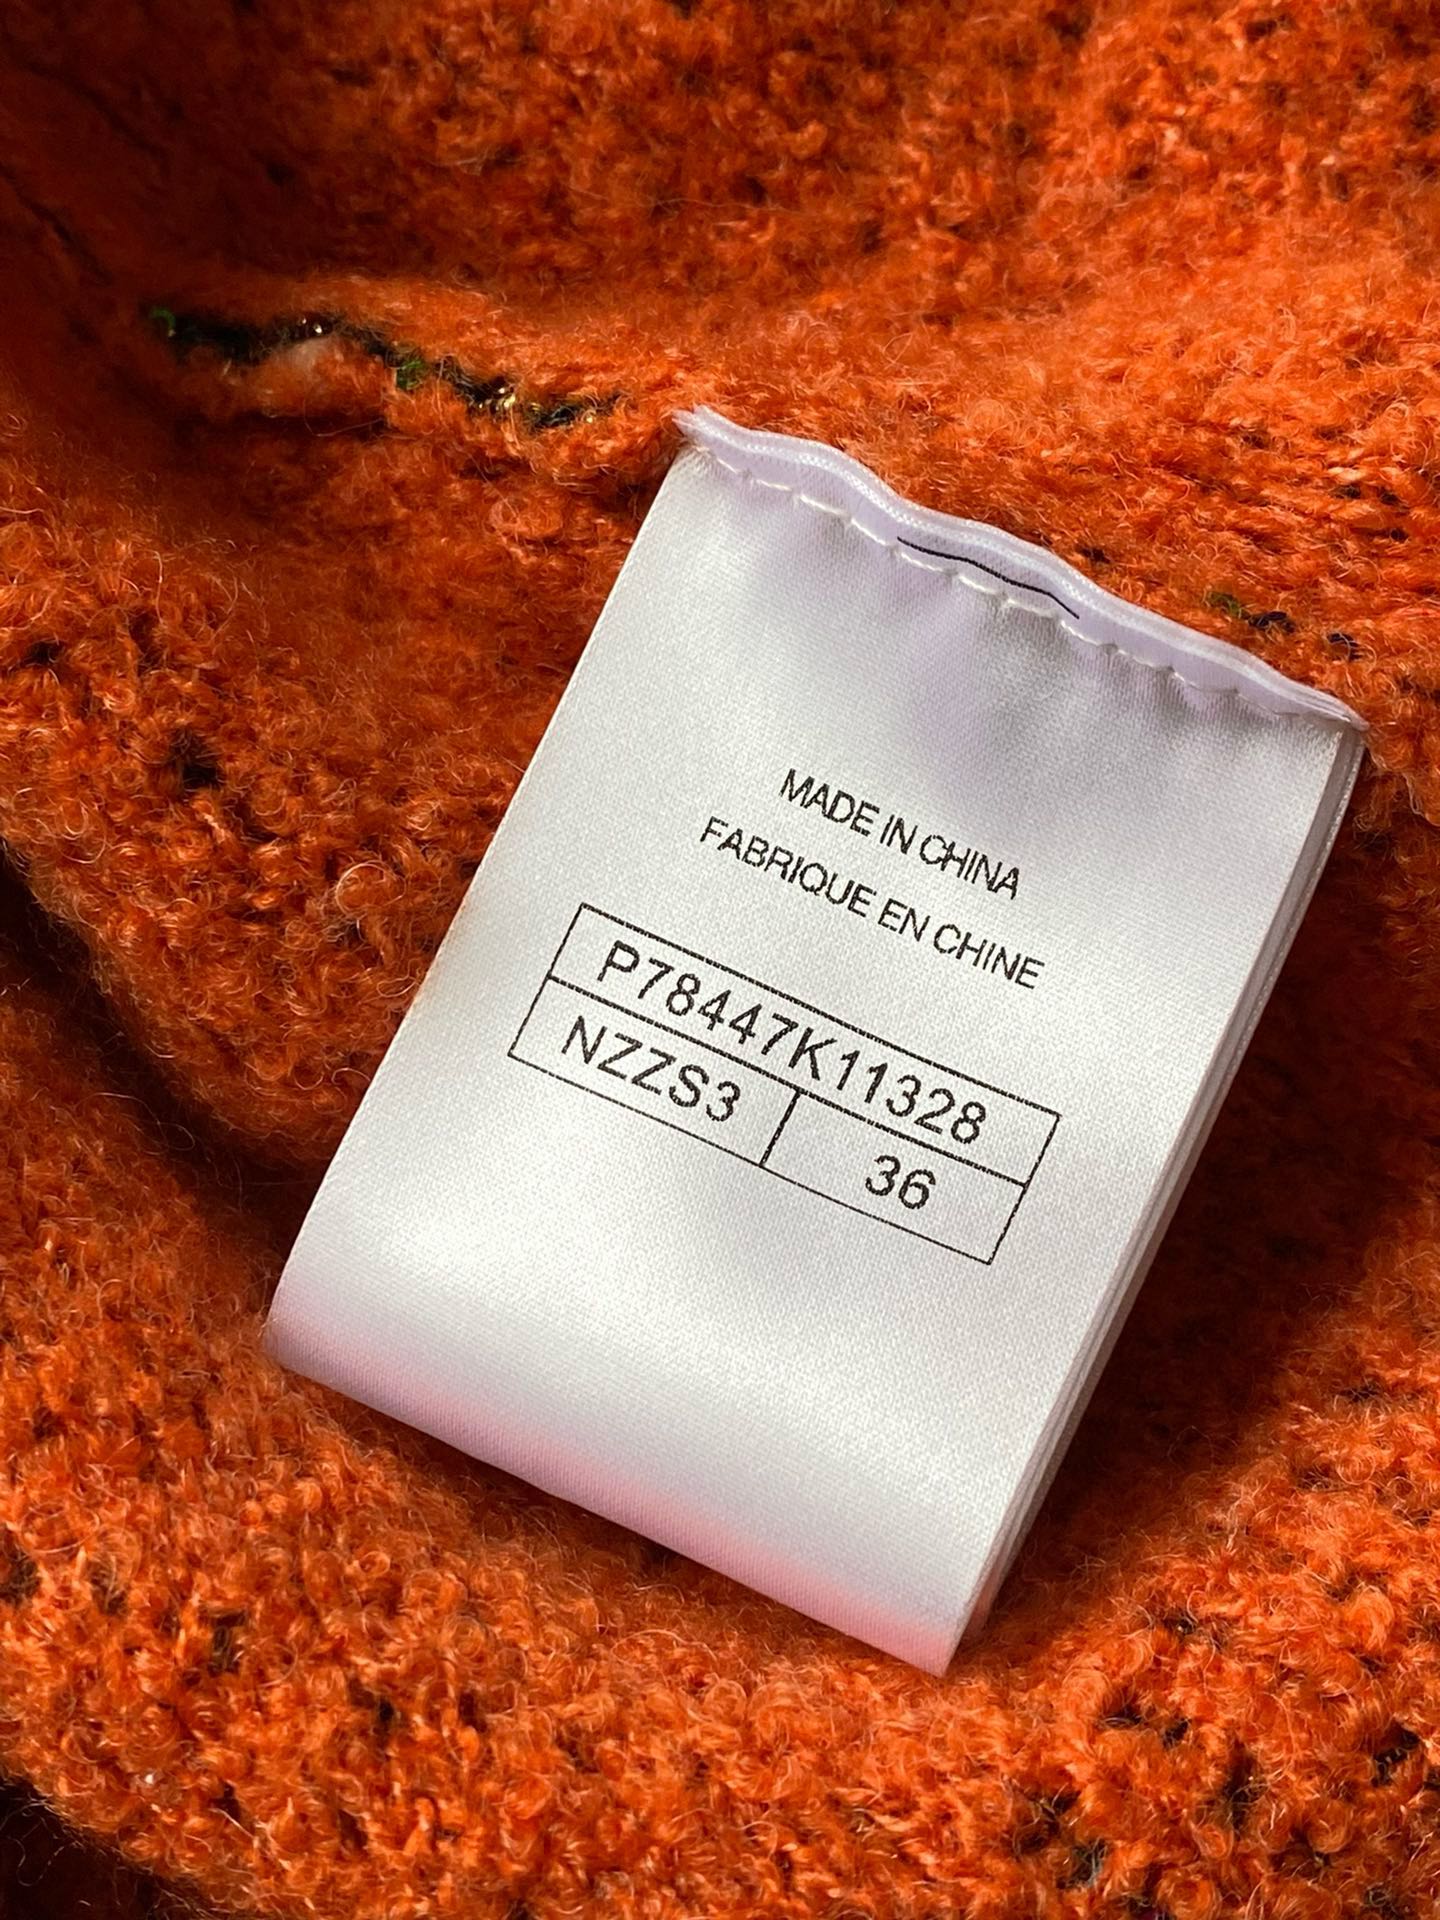 MADE IN CHINA
FABRIQUE EN CHINE
P78447K11328
NZZS3 36